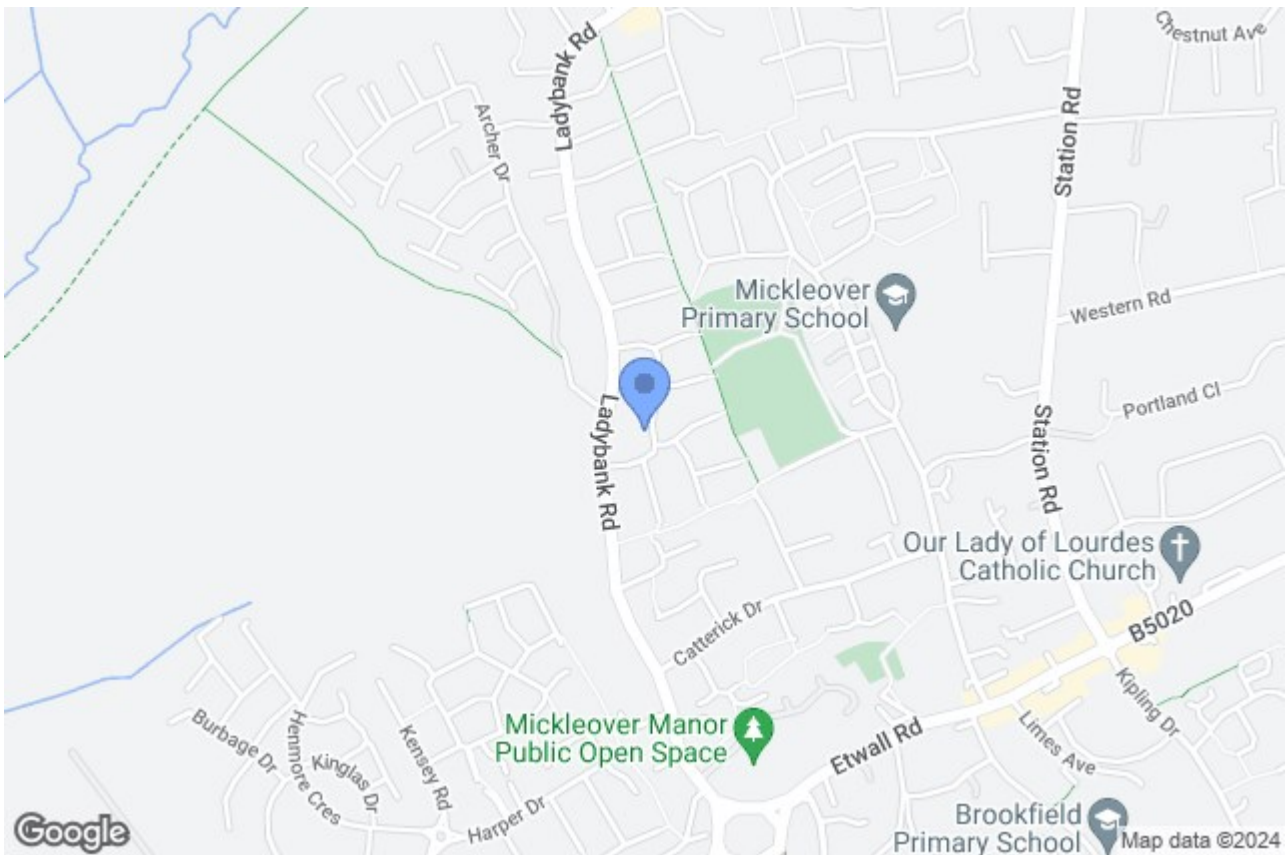 Chestnut Ave
Ladybank Rd
Station Rd
Archer Dr
Mickleover
Primary School
Western Rd
Portland Cl
Ladybank Rd
Station Rd
Our Lady of Lourdes
Catholic Church
Catterick Dr
B5020
Kipling Dr
Mickleover Manor
Public Open Space
Etwall Rd
Limes Ave
Burbage Dr
Henmore Cres
Kinglas Dr
Kensey Rd
Harper Dr
Brookfield
Primary School
Google
Map data ©2024